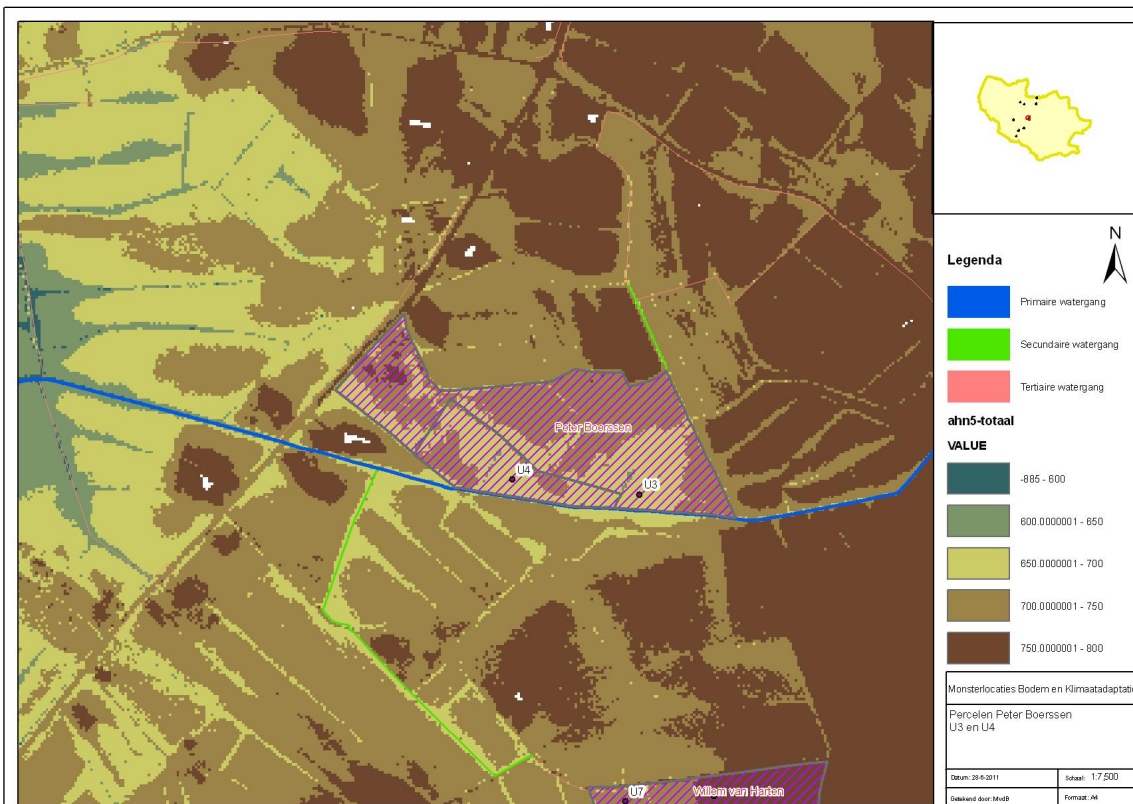 Peter Boerssen
U4
U3
U7
Willem van Harten
N
Legenda
Primaire watergang
Secundaire watergang
Tertiaire watergang
ahn5-totaal
VALUE
-885 - 600
600.0000001 - 650
650.0000001 - 700
700.0000001 - 750
750.0000001 - 800
Monsterlocaties Bodem en Klimaatadaptatie
Percelen Peter Boerssen
U3 en U4
Datum: 28-6-2011
Schaal: 1:7,500
Getekend door: MvdB
Formaat: A4